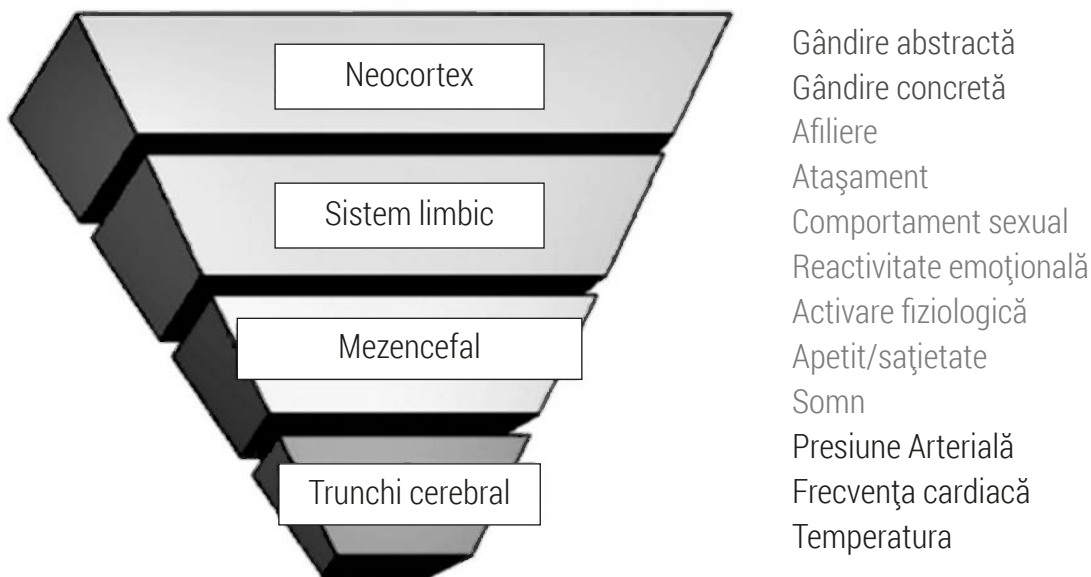 Neocortex
Sistem limbic
Mezencefal
Trunchi cerebral
Gândire abstractă
Gândire concretă
Afiliere
Ataşament
Comportament sexual
Reactivitate emoţională
Activare fiziologică
Apetit/saţietate
Somn
Presiune Arterială
Frecvenţa cardiacă
Temperatura